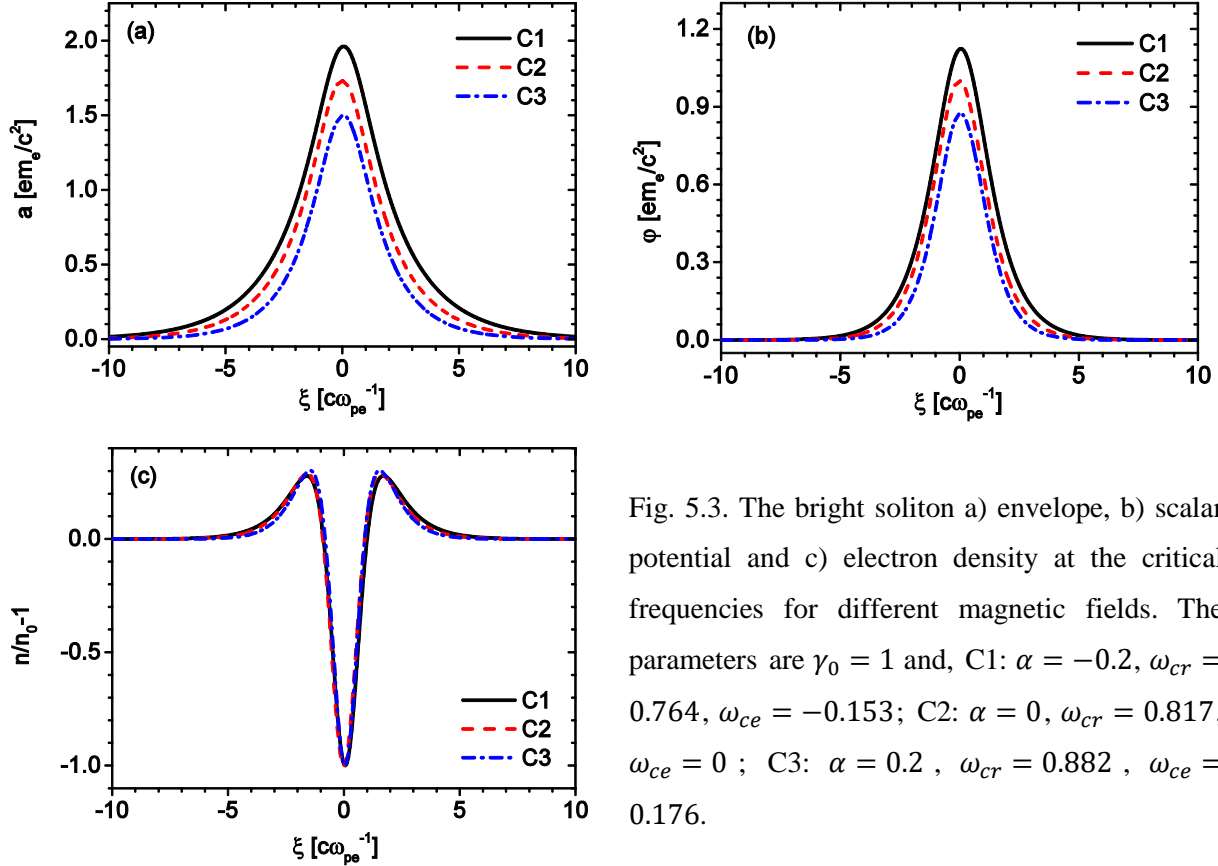 (a)
C1
C2
C3
2.0
1.5
1.0
0.5
0.0
a [em_e/c^2]
-10 -5 0 5 10
ξ [cω_pe^-1]
(b)
C1
C2
C3
1.2
0.9
0.6
0.3
0.0
φ [em_e/c^2]
-10 -5 0 5 10
ξ [cω_pe^-1]
(c)
0.0
-0.5
-1.0
n/n_0-1
C1
C2
C3
-10 -5 0 5 10
ξ [cω_pe^-1]
Fig. 5.3. The bright soliton a) envelope, b) scalar
potential and c) electron density at the critical
frequencies for different magnetic fields. The
parameters are γ_0 = 1 and, C1: α = −0.2, ω_cr =
0.764, ω_ce = −0.153; C2: α = 0, ω_cr = 0.817,
ω_ce = 0 ; C3: α = 0.2 , ω_cr = 0.882 , ω_ce =
0.176.